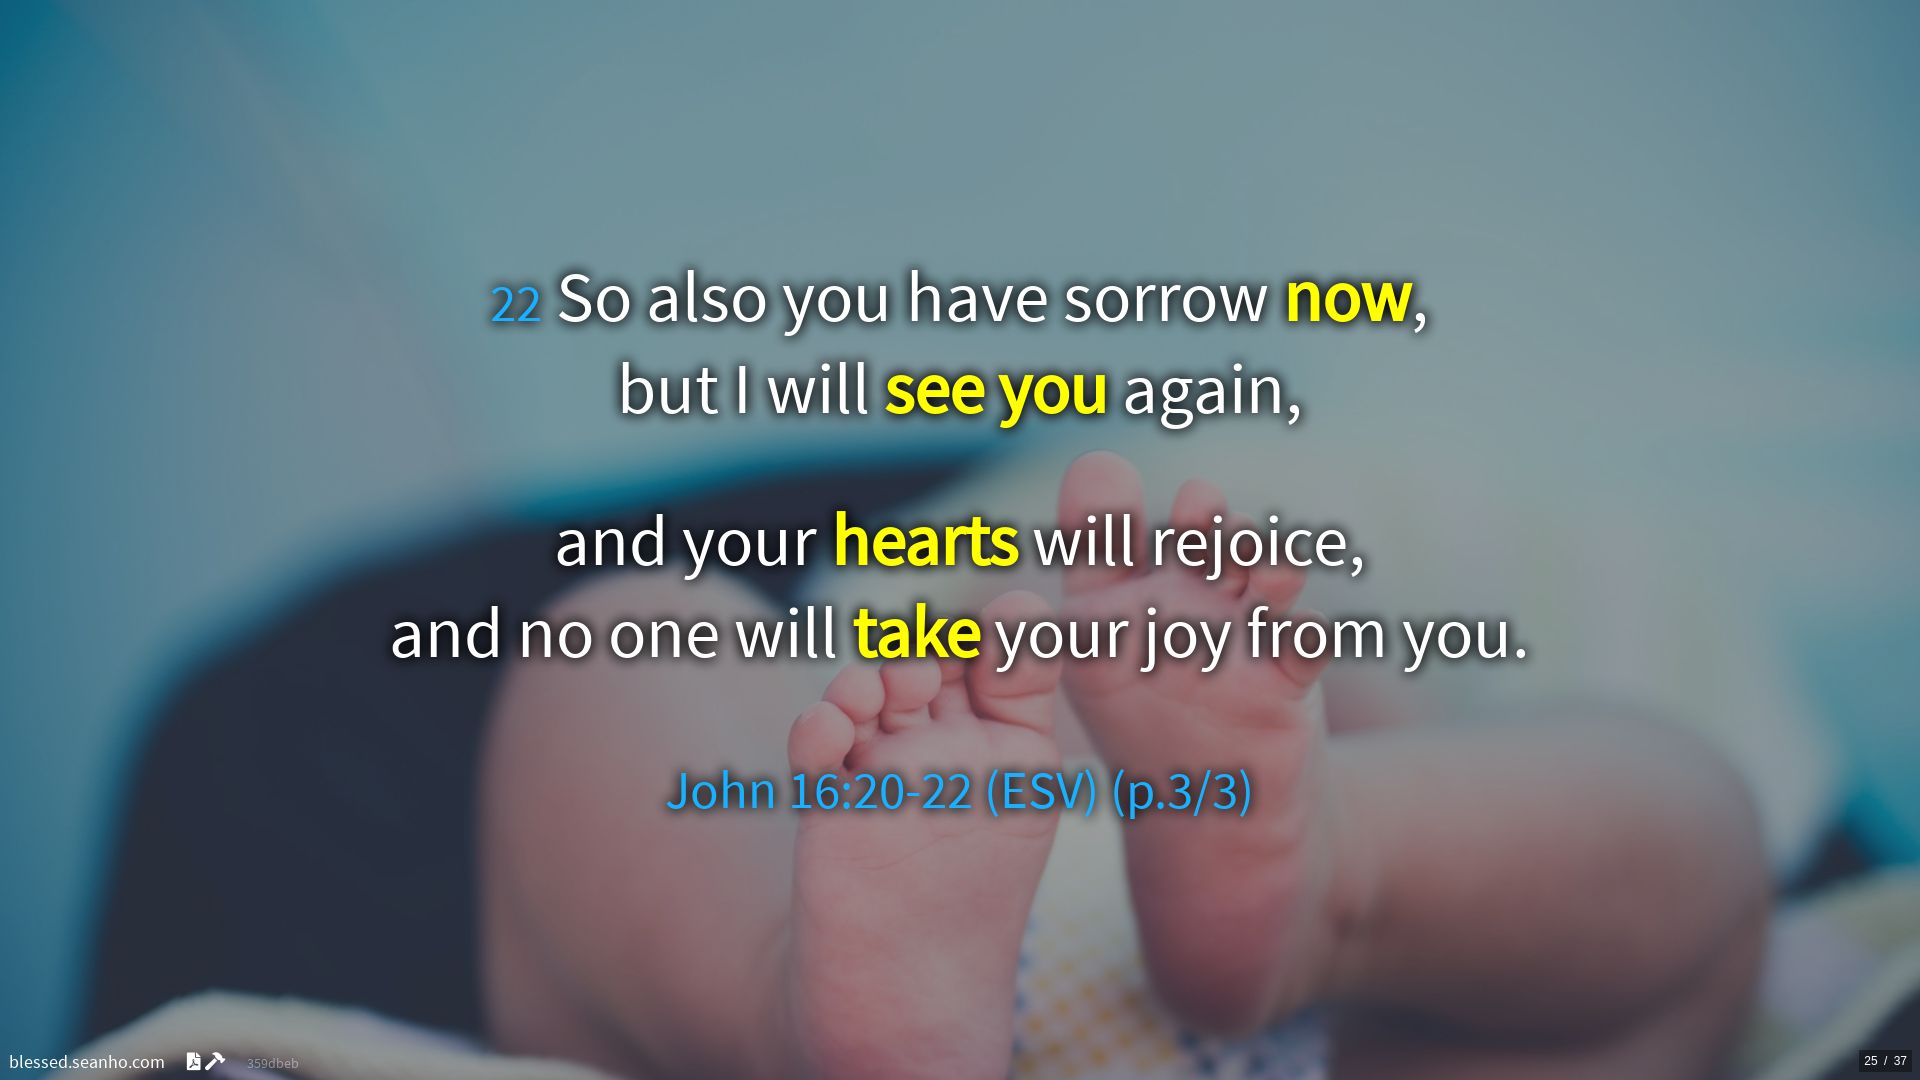 22 So also you have sorrow now,
but I will see you again,
and your hearts will rejoice,
and no one will take your joy from you.
John 16:20-22 (ESV) (p.3/3)
blessed.seanho.com 359dbeb
25 / 37